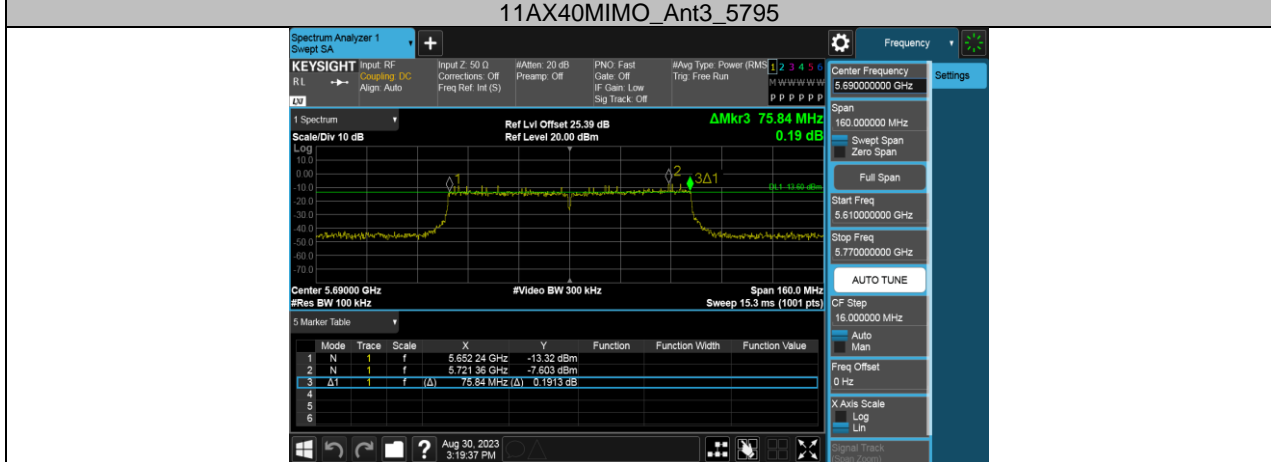 11AX40MIMO_Ant3_5795
Spectrum Analyzer 1
Swept SA
+
Frequency
KEYSIGHT Input: RF Input Z: 50 Ω #Atten: 20 dB PNO: Fast #Avg Type: Power (RMS 1 2 3 4 5 6
RL Coupling: DC Corrections: Off Preamp: Off Gate: Off Trig: Free Run M W W W W W
Align: Auto Freq Ref: Int (S) IF Gain: Low
LXI Sig Track: Off P P P P P P
Center Frequency
5.690000000 GHz
Settings
Span
160.000000 MHz
Swept Span
Zero Span
Full Span
Start Freq
5.610000000 GHz
Stop Freq
5.770000000 GHz
AUTO TUNE
CF Step
16.000000 MHz
Auto
Man
Freq Offset
0 Hz
X Axis Scale
Log
Lin
Signal Track
(Span Zoom)
1 Spectrum
Ref Lvl Offset 25.39 dB ΔMkr3 75.84 MHz
Scale/Div 10 dB Ref Level 20.00 dBm 0.19 dB
Log
10.0
0.00
-10.0
-20.0
-30.0
-40.0
-50.0
-60.0
-70.0
1
2
3Δ1
DL1 -13.60 dBm
Center 5.69000 GHz #Video BW 300 kHz Span 160.0 MHz
#Res BW 100 kHz Sweep 15.3 ms (1001 pts)
5 Marker Table
Mode Trace Scale X Y Function Function Width Function Value
1 N 1 f 5.652 24 GHz -13.32 dBm
2 N 1 f 5.721 36 GHz -7.603 dBm
3 Δ1 1 f (Δ) 75.84 MHz (Δ) 0.1913 dB
4
5
6
? Aug 30, 2023
3:19:37 PM